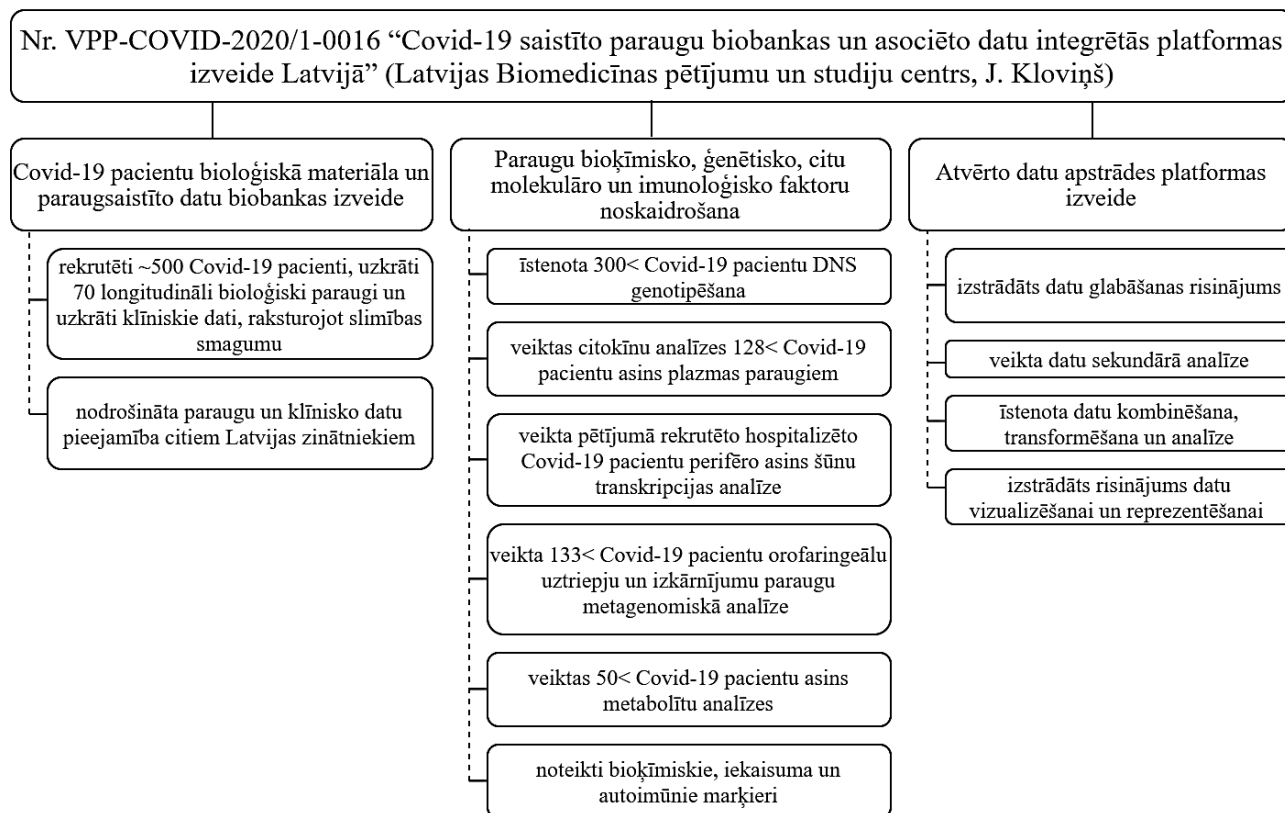 Nr. VPP-COVID-2020/1-0016 “Covid-19 saistīto paraugu biobankas un asociēto datu integrētās platformas
izveide Latvijā” (Latvijas Biomedicīnas pētījumu un studiju centrs, J. Kloviņš)
Covid-19 pacientu bioloģiskā materiāla un
paraugsaistīto datu biobankas izveide
rekrutēti ~500 Covid-19 pacienti, uzkrāti
70 longitudināli bioloģiski paraugi un
uzkrāti klīniskie dati, raksturojot slimības
smagumu
nodrošināta paraugu un klīnisko datu
pieejamība citiem Latvijas zinātniekiem
Paraugu bioķīmisko, ģenētisko, citu
molekulāro un imunoloģisko faktoru
noskaidrošana
īstenota 300< Covid-19 pacientu DNS
genotipēšana
veiktas citokīnu analīzes 128< Covid-19
pacientu asins plazmas paraugiem
veikta pētījumā rekrutēto hospitalizēto
Covid-19 pacientu perifēro asins šūnu
transkripcijas analīze
veikta 133< Covid-19 pacientu orofaringeālu
uztriepju un izkārnījumu paraugu
metagenomiskā analīze
veiktas 50< Covid-19 pacientu asins
metabolītu analīzes
noteikti bioķīmiskie, iekaisuma un
autoimūnie marķieri
Atvērto datu apstrādes platformas
izveide
izstrādāts datu glabāšanas risinājums
veikta datu sekundārā analīze
īstenota datu kombinēšana,
transformēšana un analīze
izstrādāts risinājums datu
vizualizēšanai un reprezentēšanai